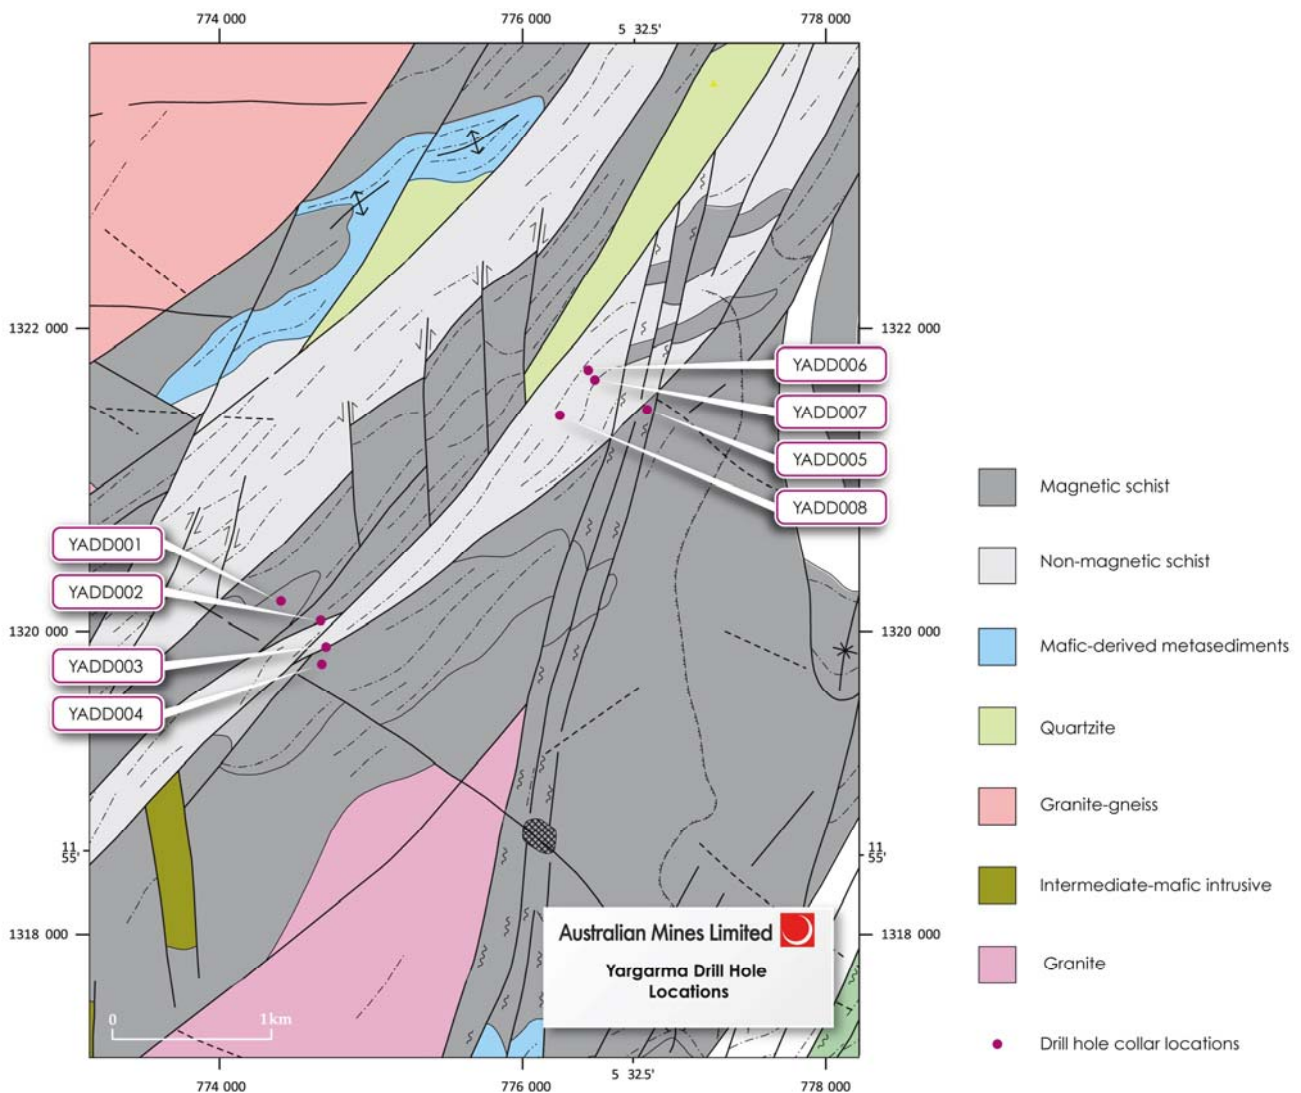 774 000
776 000
778 000
5 32.5'
1322 000
1322 000
YADD006
YADD007
YADD005
YADD008
YADD001
YADD002
YADD003
YADD004
1320 000
1320 000
11
55'
11
55'
1318 000
1318 000
Australian Mines Limited
Yargarma Drill Hole
Locations
0
1km
774 000
776 000
5 32.5'
778 000
Magnetic schist
Non-magnetic schist
Mafic-derived metasediments
Quartzite
Granite-gneiss
Intermediate-mafic intrusive
Granite
Drill hole collar locations